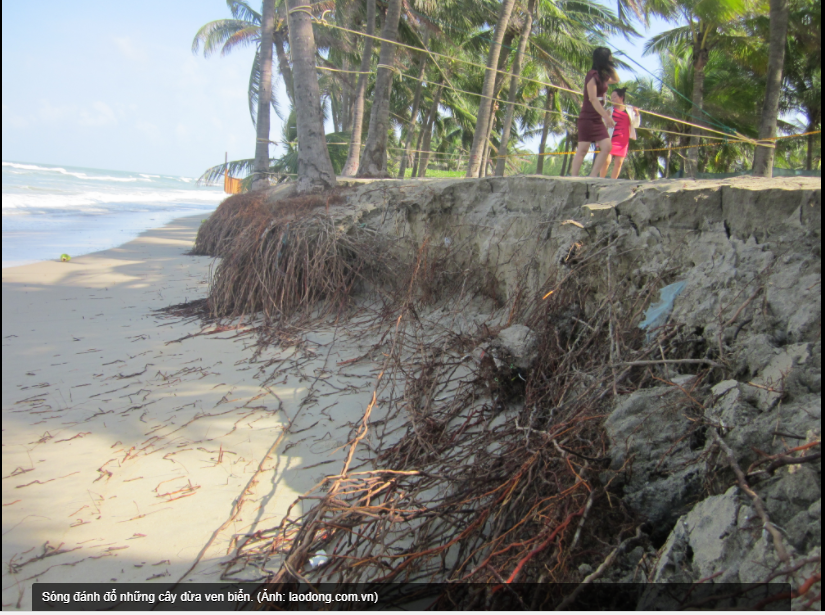 Sóng đánh đổ những cây dừa ven biển. (Ảnh: laodong.com.vn)